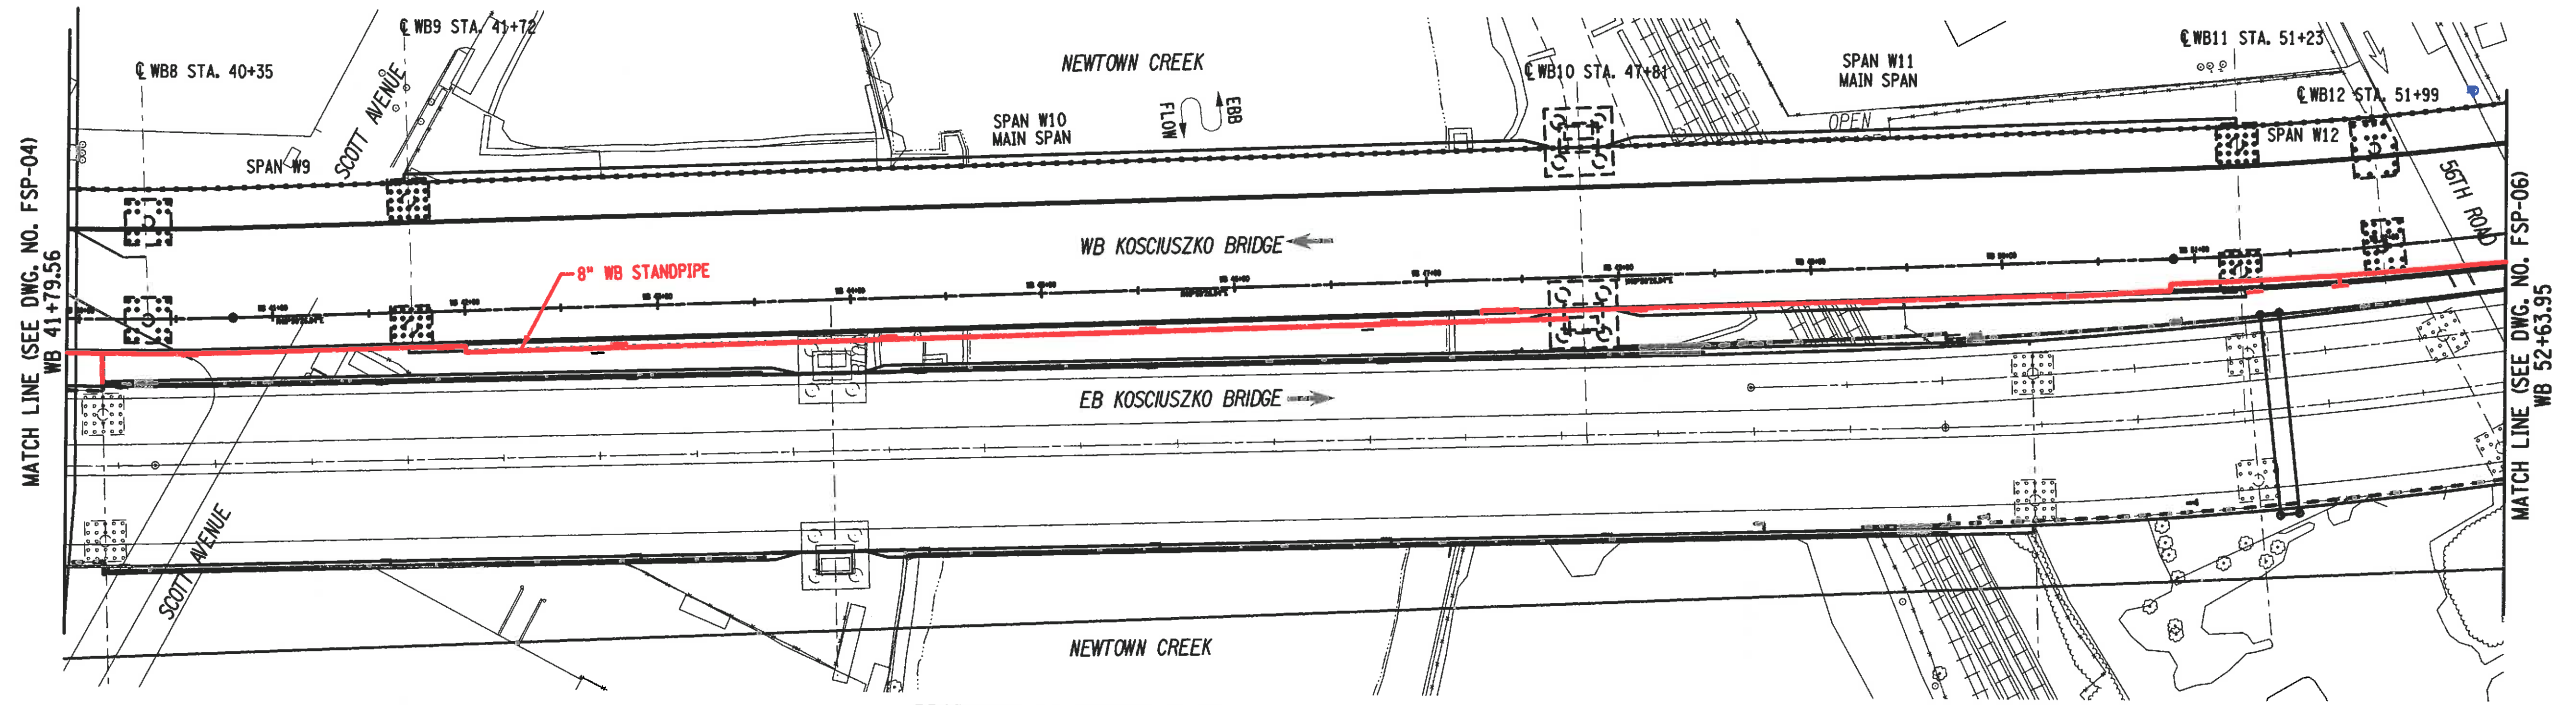 ℄ WB9 STA. 41+72
℄ WB8 STA. 40+35
SCOTT AVENUE
SPAN W9
NEWTOWN CREEK
SPAN W10
MAIN SPAN
FLOW
EBB
℄ WB10 STA. 47+81
SPAN W11
MAIN SPAN
OPEN
℄ WB11 STA. 51+23
℄ WB12 STA. 51+99
SPAN W12
56TH ROAD
MATCH LINE (SEE DWG. NO. FSP-04)
WB 41+79.56
WB KOSCIUSZKO BRIDGE
8" WB STANDPIPE
EB KOSCIUSZKO BRIDGE
MATCH LINE (SEE DWG. NO. FSP-06)
WB 52+63.95
SCOTT AVENUE
NEWTOWN CREEK